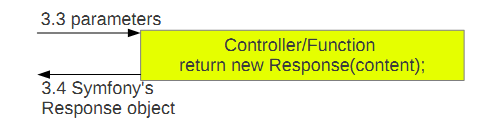 3.3 parameters
Controller/Function
return new Response(content);
3.4 Symfony's
Response object